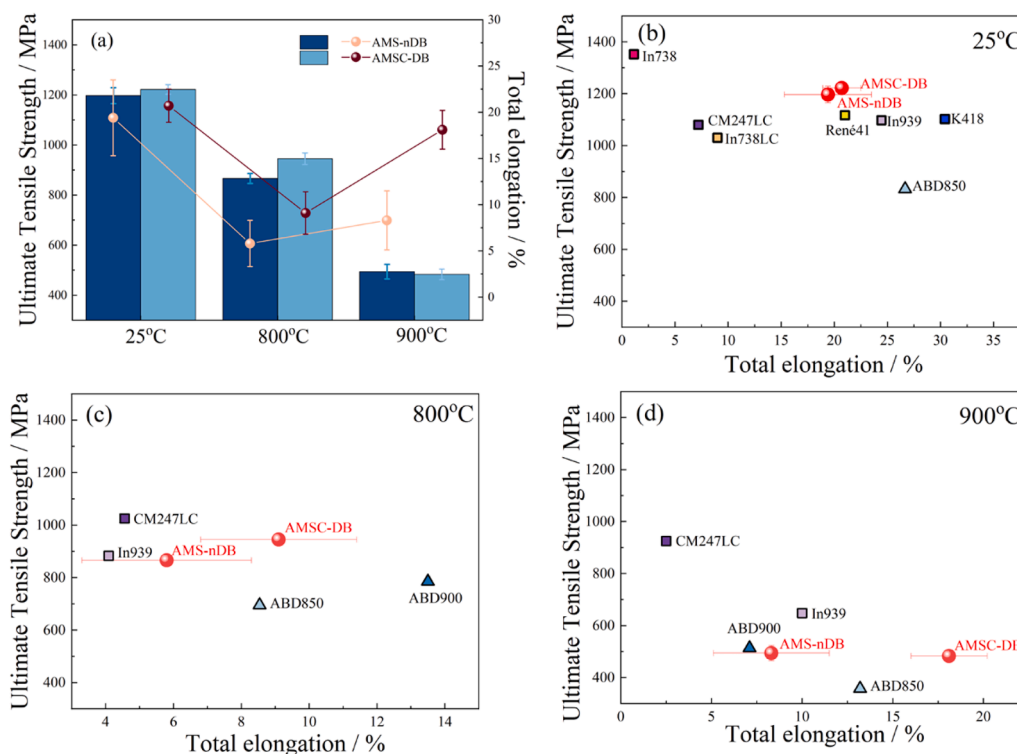 (a)
AMS-nDB
AMSC-DB
Ultimate Tensile Strength / MPa
1400
1200
1000
800
600
400
30
25
20
15
10
5
0
Total elongation / %
25°C
800°C
900°C
(b)
25°C
Ultimate Tensile Strength / MPa
1400
1200
1000
800
600
400
In738
AMSC-DB
AMS-nDB
CM247LC
In738LC
René41
In939
K418
ABD850
0
5
10
15
20
25
30
35
Total elongation / %
(c)
800°C
Ultimate Tensile Strength / MPa
1400
1200
1000
800
600
400
CM247LC
AMSC-DB
In939
AMS-nDB
ABD850
ABD900
4
6
8
10
12
14
Total elongation / %
(d)
900°C
Ultimate Tensile Strength / MPa
1400
1200
1000
800
600
400
CM247LC
In939
ABD900
AMS-nDB
AMSC-DB
ABD850
0
5
10
15
20
Total elongation / %